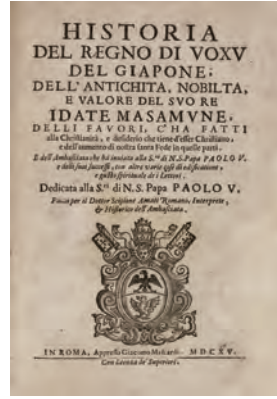 HISTORIA
DEL REGNO DI VOXV
DEL GIAPONE,
DELL'ANTICHITA, NOBILTA,
E VALORE DEL SVO RE
IDATE MASAMVNE,
DELLI FAVORI, C'HA FATTI
alla Christianità, e desiderio che tiene d'esser Christiano,
e dell'aumento di nostra santa Fede in quelle parti.
E dell'Ambasciata che hà inuiata alla S.tà di N.S. Papa PAOLO V.
e delli suoi successi, con altre varie cose di edificatione,
e gusto spirituale de i Lettori.
Dedicata alla S.tà di N.S. Papa PAOLO V.
Fatta per il Dottor Scipione Amati Romano, Interprete,
& Historico dell'Ambasciata.
IN ROMA, Appresso Giacomo Mascardi. MDCXV.
Con licenza de' Superiori.